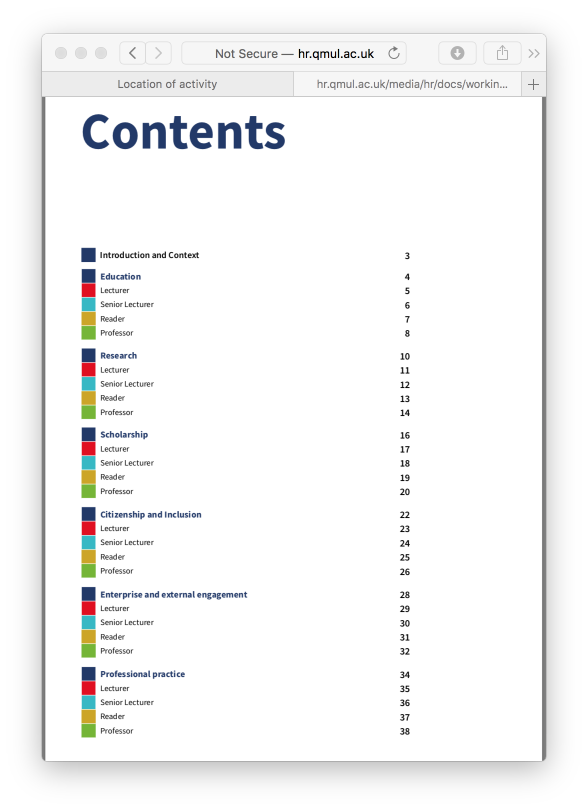 Not Secure — hr.qmul.ac.uk
Location of activity
hr.qmul.ac.uk/media/hr/docs/workin...
Contents
Introduction and Context 3
Education 4
Lecturer 5
Senior Lecturer 6
Reader 7
Professor 8
Research 10
Lecturer 11
Senior Lecturer 12
Reader 13
Professor 14
Scholarship 16
Lecturer 17
Senior Lecturer 18
Reader 19
Professor 20
Citizenship and Inclusion 22
Lecturer 23
Senior Lecturer 24
Reader 25
Professor 26
Enterprise and external engagement 28
Lecturer 29
Senior Lecturer 30
Reader 31
Professor 32
Professional practice 34
Lecturer 35
Senior Lecturer 36
Reader 37
Professor 38